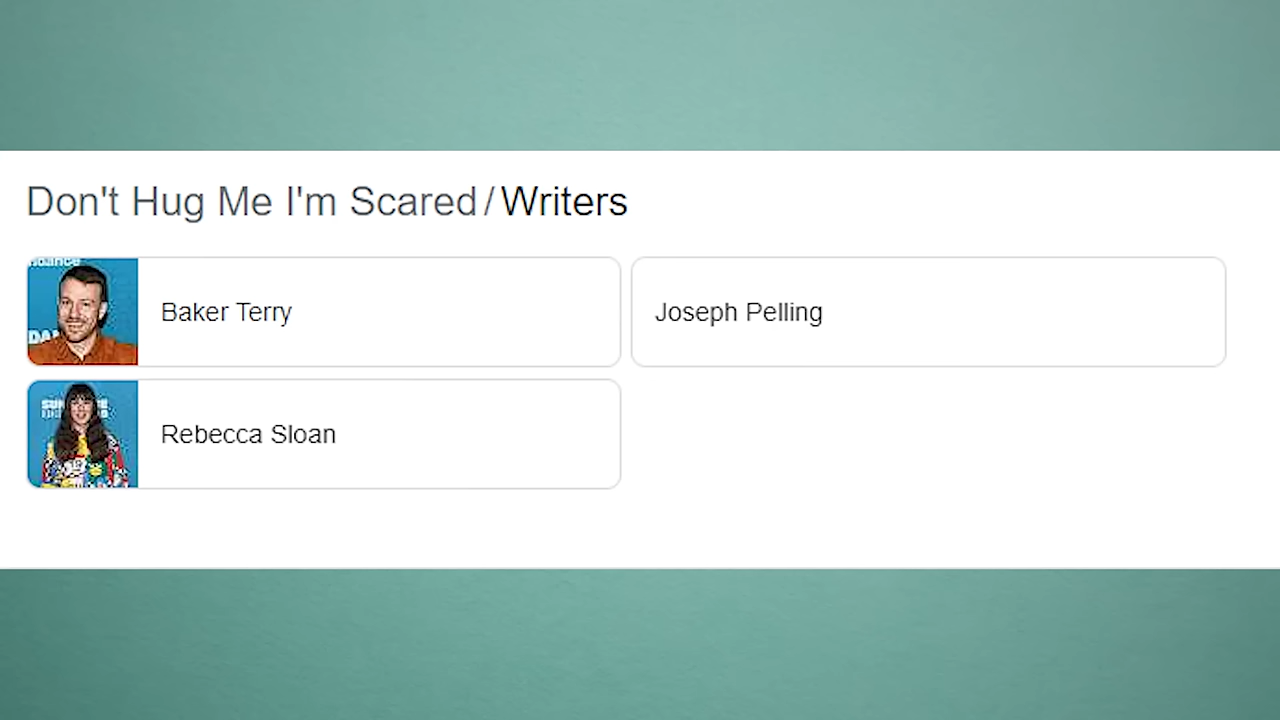 Don't Hug Me I'm Scared / Writers
Baker Terry
Joseph Pelling
Rebecca Sloan